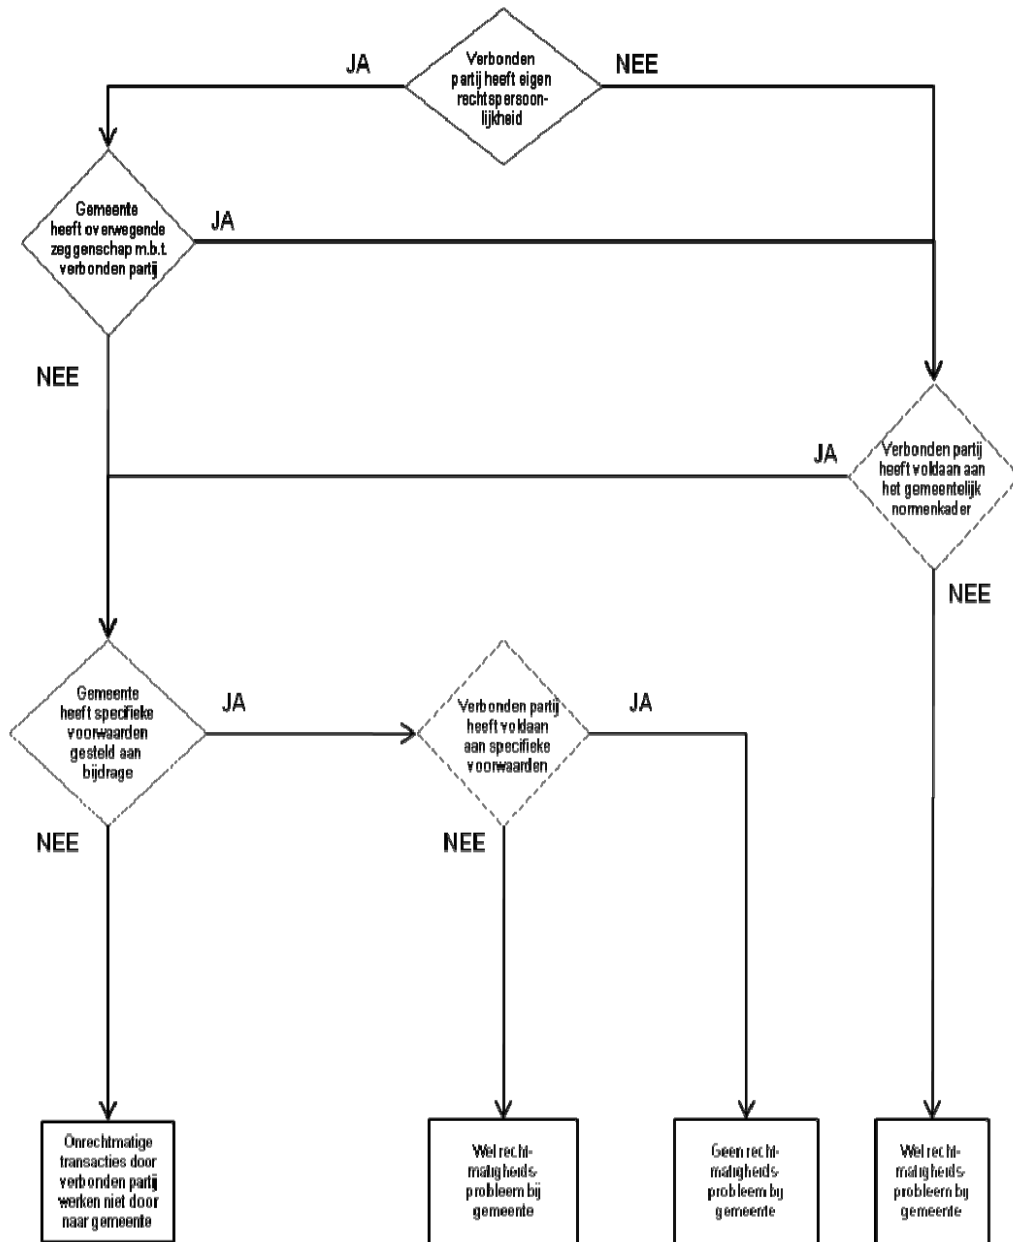 JA
Verbonden
partij heeft eigen
rechtspersoon-
lijkheid
NEE
Gemeente
heeft overwegende
zeggenschap m.b.t.
verbonden partij
JA
NEE
JA
Verbonden partij
heeft voldaan aan
het gemeentelijk
normenkader
NEE
Gemeente
heeft specifieke
voorwaarden
gesteld aan
bijdrage
JA
Verbonden partij
heeft voldaan
aan specifieke
voorwaarden
JA
NEE
NEE
Onrechtmatige
transacties door
verbonden partij
werken niet door
naar gemeente
Wel recht-
matigheids-
probleem bij
gemeente
Geen recht-
matigheids-
probleem bij
gemeente
Wel recht-
matigheids-
probleem bij
gemeente